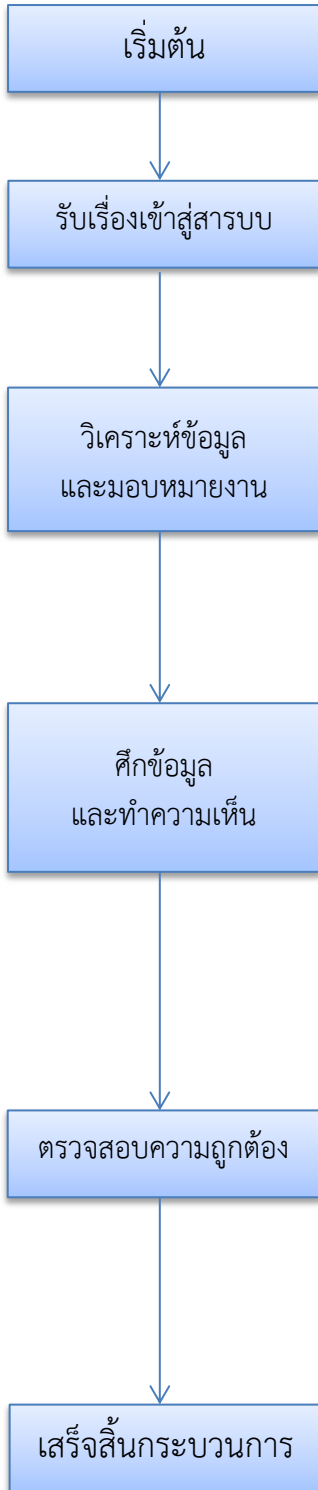 เริ่มต้น
รับเรื่องเข้าสู่สารบบ
วิเคราะห์ข้อมูล
และมอบหมายงาน
ศึกข้อมูล
และทำความเห็น
ตรวจสอบความถูกต้อง
เสร็จสิ้นกระบวนการ